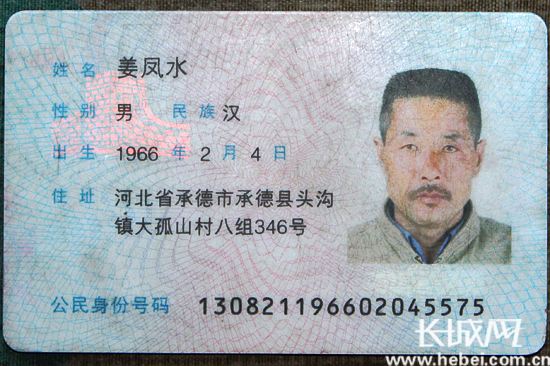 姓名 姜凤水
性别 男 民族 汉
出生 1966 年 2 月 4 日
住址 河北省承德市承德县头沟
镇大孤山村八组346号
公民身份号码 130821196602045575
长城网
www.hebei.com.cn